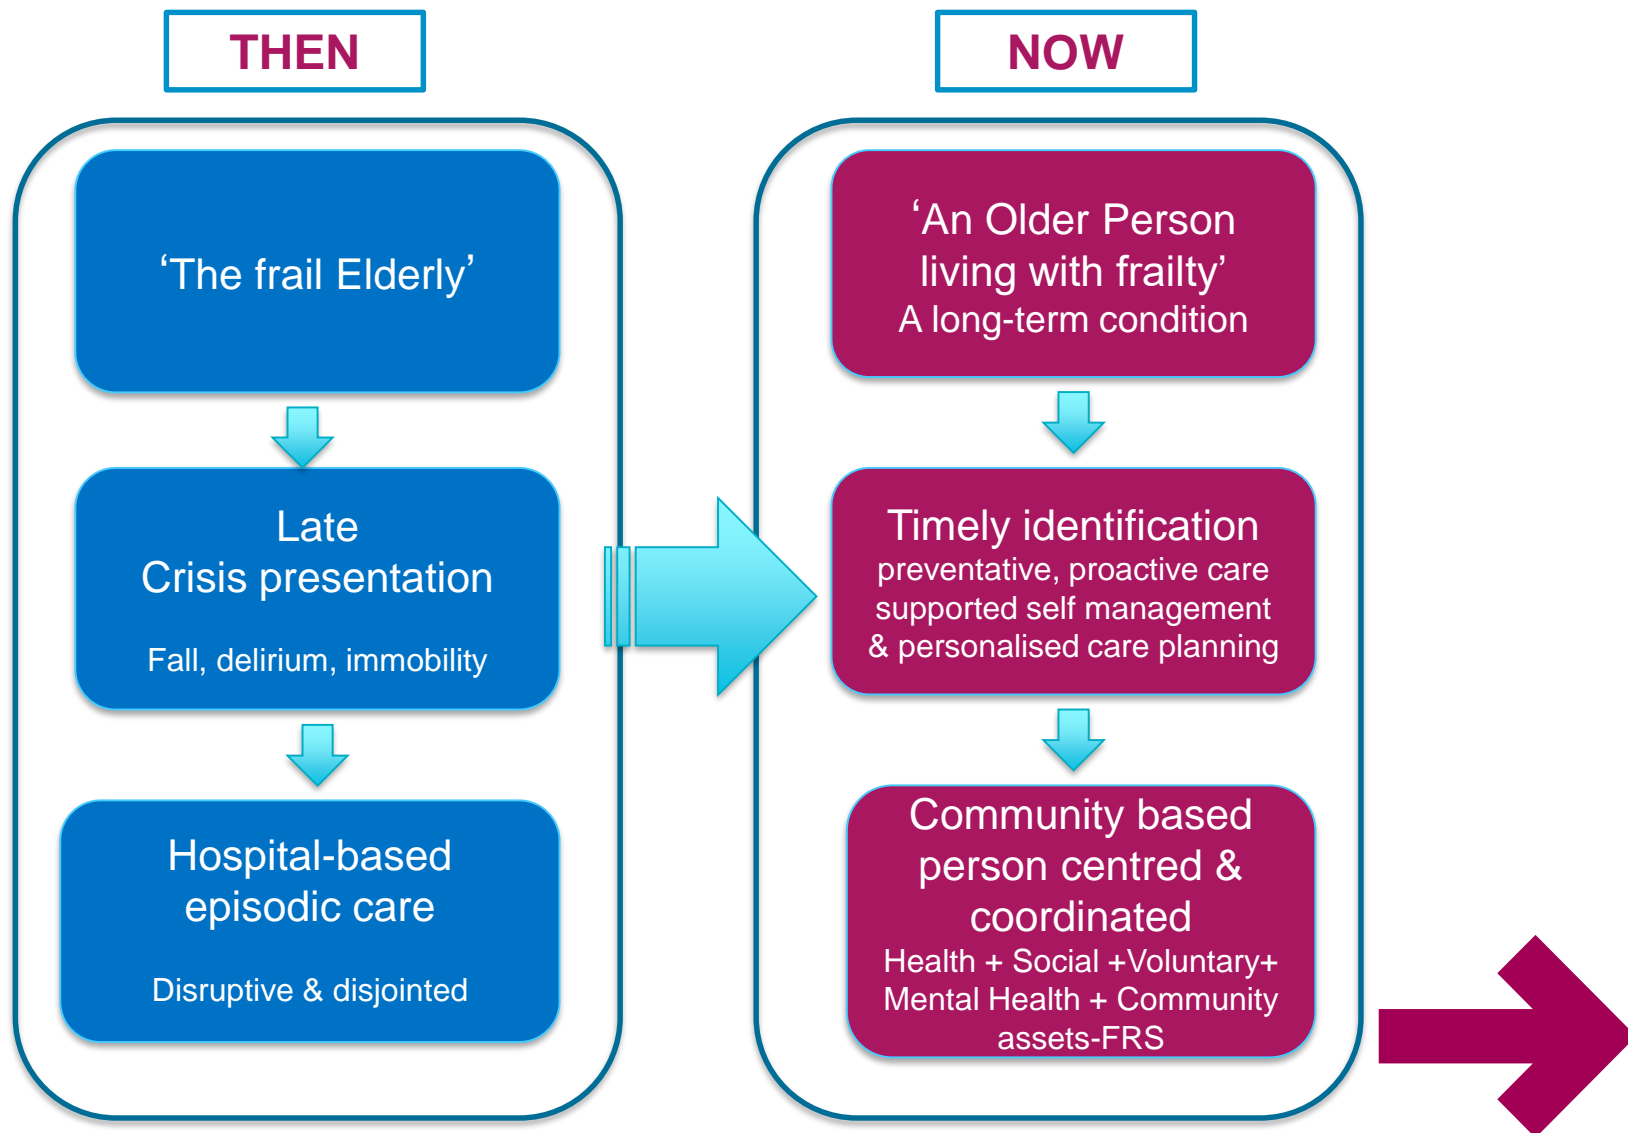 THEN
‘The frail Elderly’
Late
Crisis presentation
Fall, delirium, immobility
Hospital-based
episodic care
Disruptive & disjointed
NOW
‘An Older Person
living with frailty’
A long-term condition
Timely identification
preventative, proactive care
supported self management
& personalised care planning
Community based
person centred &
coordinated
Health + Social +Voluntary+
Mental Health + Community
assets-FRS